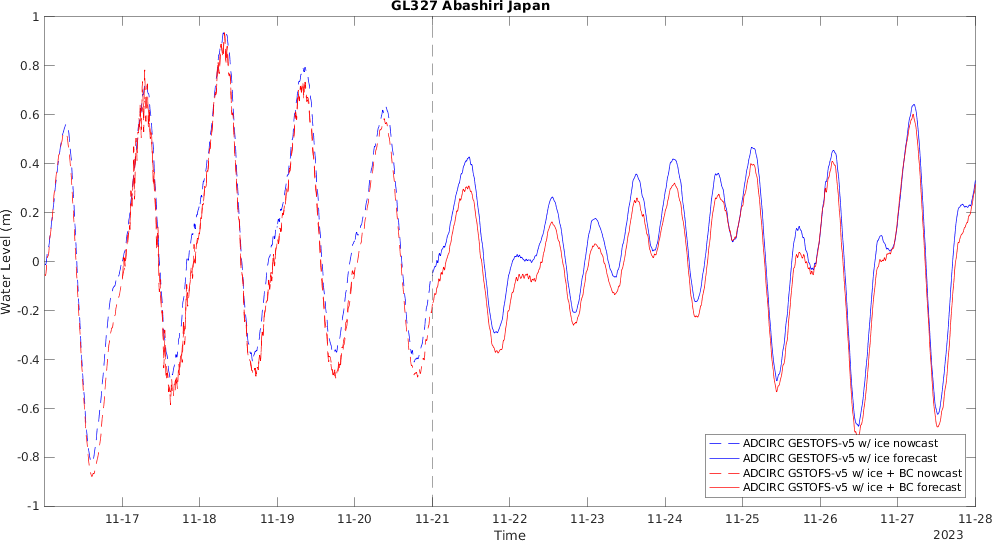 GL327 Abashiri Japan
1
0.8
0.6
0.4
0.2
0
-0.2
-0.4
-0.6
-0.8
-1
Water Level (m)
ADCIRC GESTOFS-v5 w/ ice nowcast
ADCIRC GESTOFS-v5 w/ ice forecast
ADCIRC GSTOFS-v5 w/ ice + BC nowcast
ADCIRC GSTOFS-v5 w/ ice + BC forecast
11-17 11-18 11-19 11-20 11-21 11-22 11-23 11-24 11-25 11-26 11-27 11-28
Time
2023